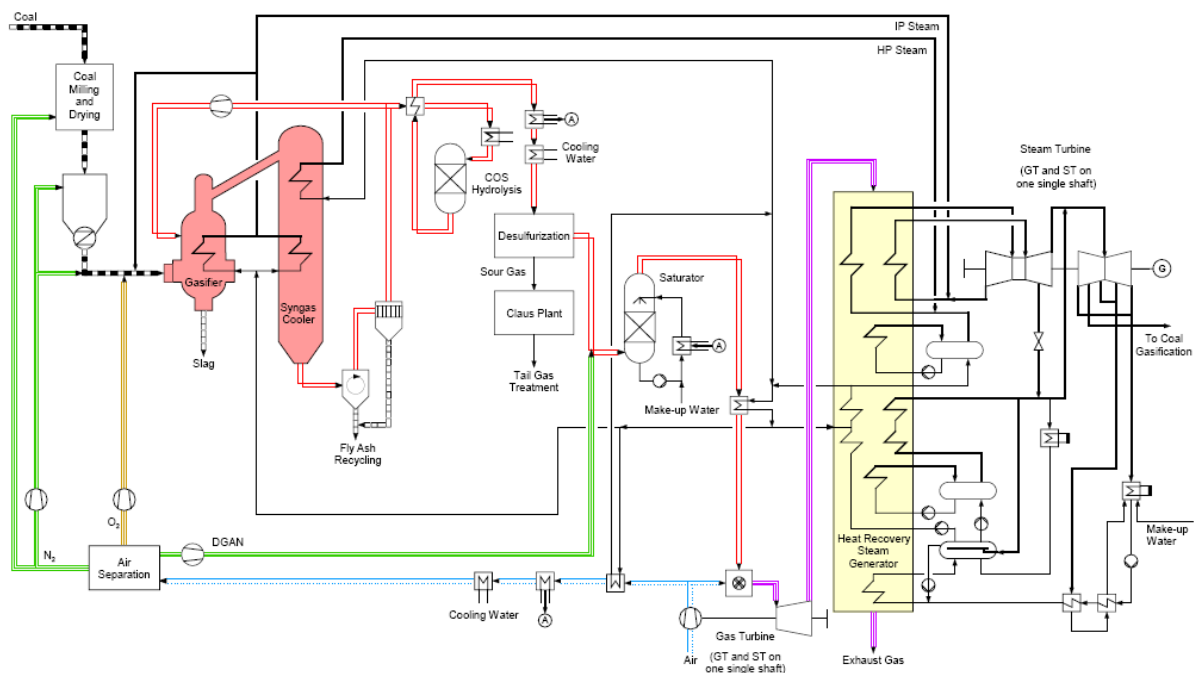 Coal
IP Steam
HP Steam
Coal
Milling
and
Drying
A
Cooling
Water
COS
Hydrolysis
Steam Turbine
(GT and ST on
one single shaft)
Desulfurization
Gasifier
Sour Gas
Saturator
G
Syngas
Cooler
Claus Plant
A
To Coal
Gasification
Slag
Tail Gas
Treatment
Make-up Water
Fly Ash
Recycling
O2
DGAN
N2
Air
Separation
Heat Recovery
Steam
Generator
Make-up
Water
Cooling Water
A
Air
Gas Turbine
(GT and ST on
one single shaft)
Exhaust Gas